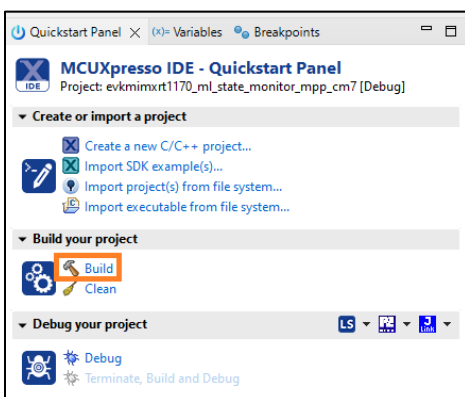 Quickstart Panel (x)= Variables Breakpoints
MCUXpresso IDE - Quickstart Panel
IDE
Project: evkmimxrt1170_ml_state_monitor_mpp_cm7 [Debug]
Create or import a project
Create a new C/C++ project...
Import SDK example(s)...
Import project(s) from file system...
Import executable from file system...
Build your project
Build
Clean
Debug your project LS PE Link
Debug
Terminate, Build and Debug